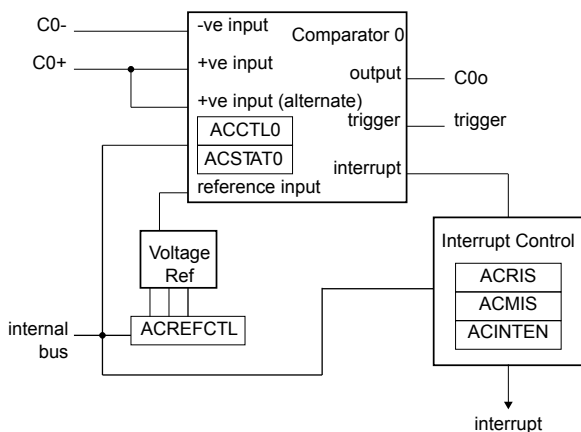 C0-
-ve input
Comparator 0
C0+
+ve input
output
C0o
+ve input (alternate)
trigger
trigger
ACCTL0
ACSTAT0
interrupt
reference input
Voltage
Ref
Interrupt Control
ACRIS
ACMIS
ACINTEN
internal
bus
ACREFCTL
interrupt